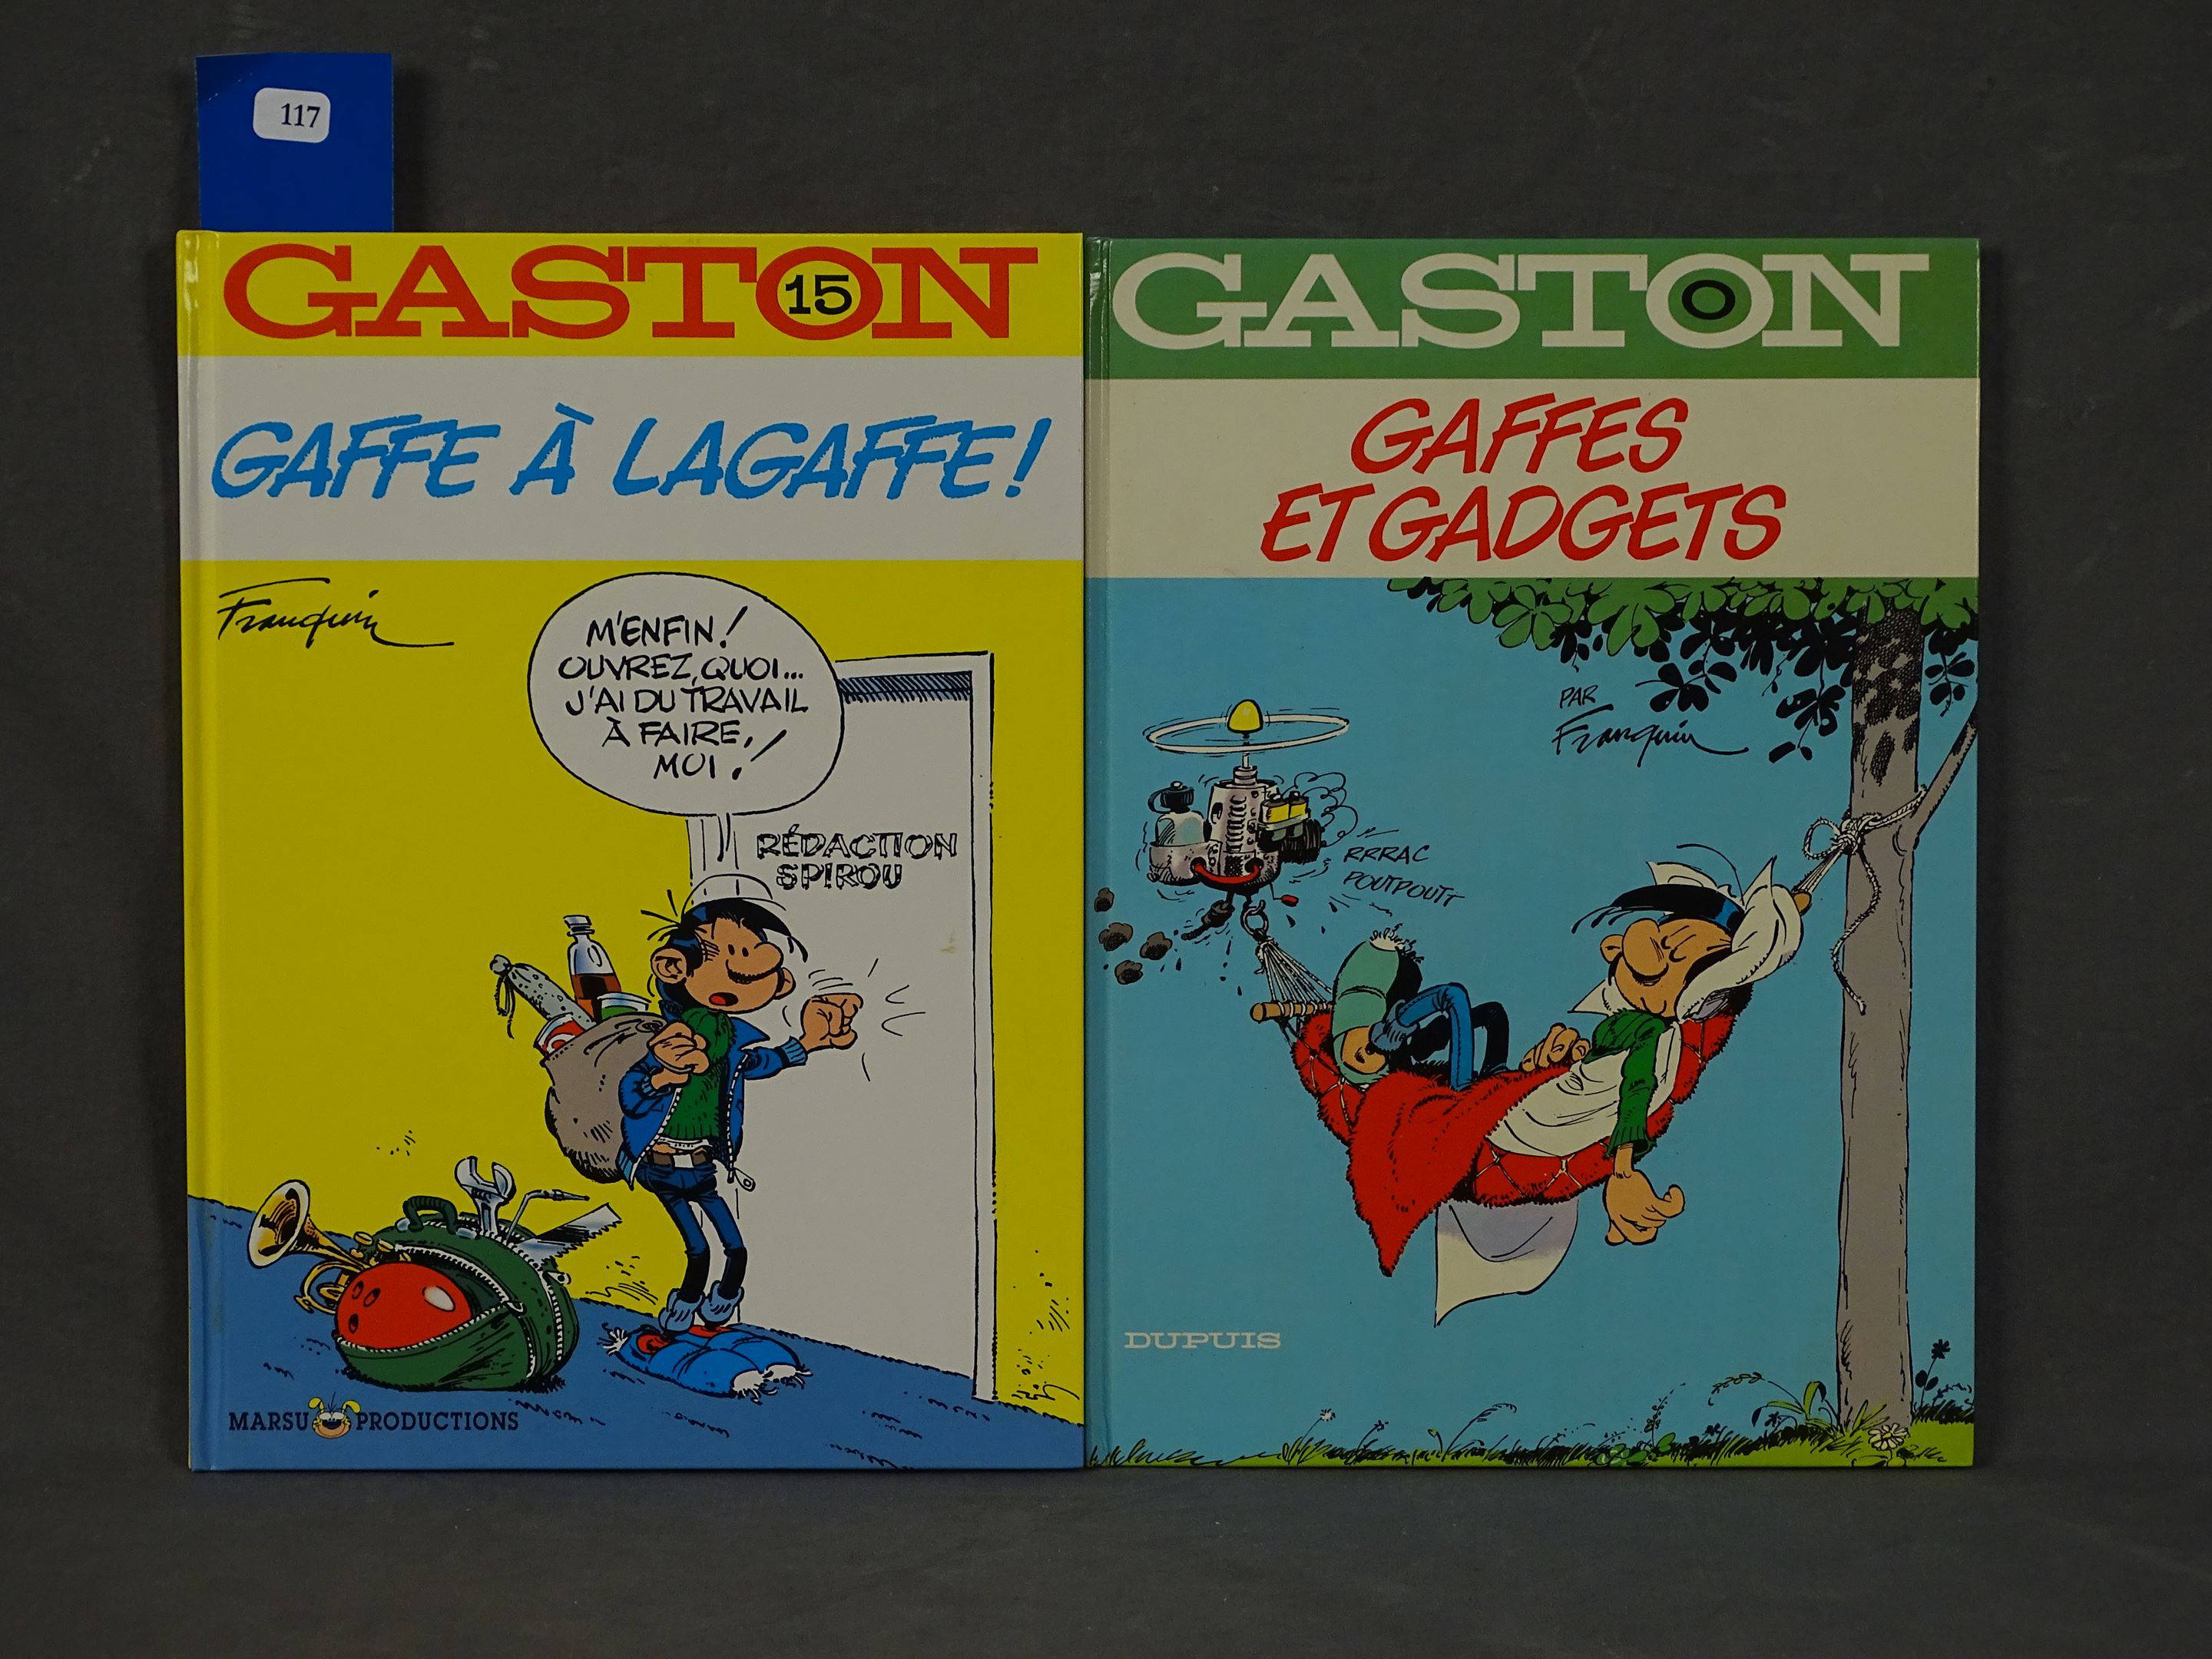 117
GASTON
15
GAFFE À LAGAFFE!
Franquin
M'ENFIN!
OUVREZ, QUOI...
J'AI DU TRAVAIL
À FAIRE,
MOI!
RÉDACTION
SPIROU
MARSU PRODUCTIONS
GASTON
0
GAFFES
ET GADGETS
PAR
Franquin
RRRAC
POUTPOUTT
DUPUIS